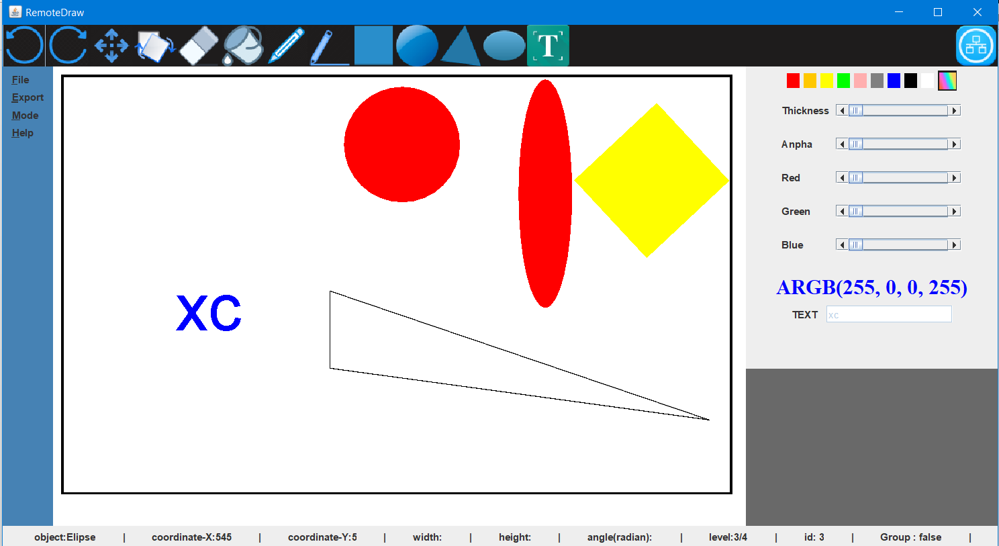 RemoteDraw
T
File
Export
Mode
Help
XC
Thickness
Anpha
Red
Green
Blue
ARGB(255, 0, 0, 255)
TEXT xc
object:Elipse | coordinate-X:545 | coordinate-Y:5 | width: | height: | angle(radian): | level:3/4 | id: 3 | Group : false |